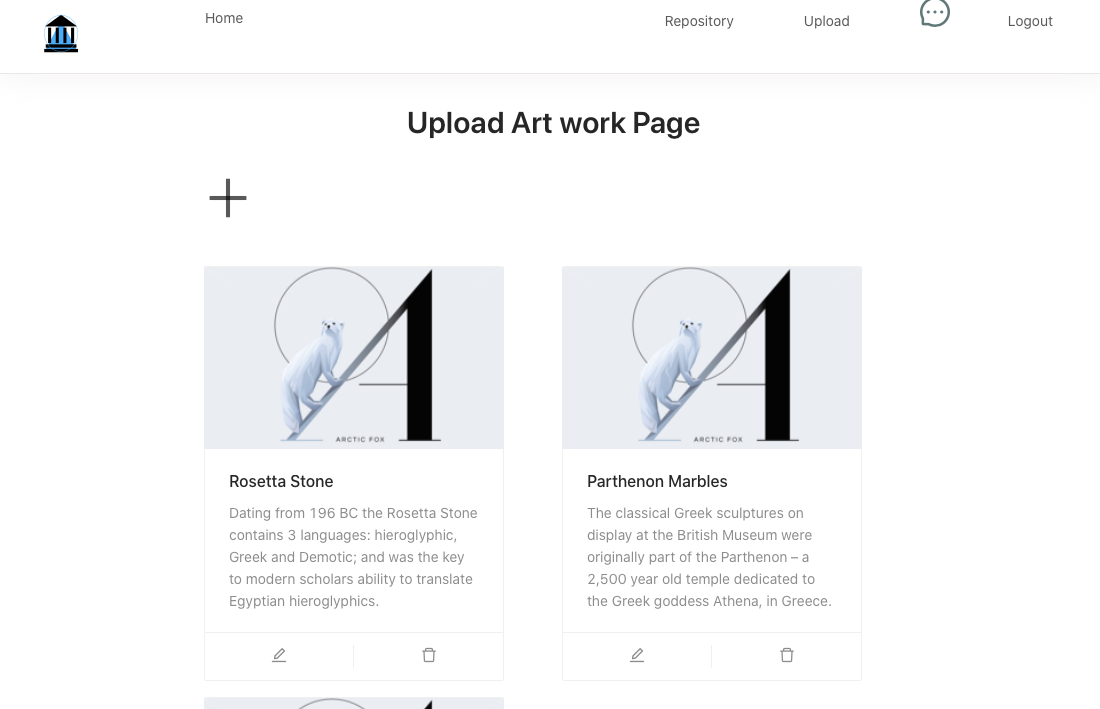 Home
Repository
Upload
Logout
Upload Art work Page
ARCTIC FOX
ARCTIC FOX
Rosetta Stone
Dating from 196 BC the Rosetta Stone
contains 3 languages: hieroglyphic,
Greek and Demotic; and was the key
to modern scholars ability to translate
Egyptian hieroglyphics.
Parthenon Marbles
The classical Greek sculptures on
display at the British Museum were
originally part of the Parthenon – a
2,500 year old temple dedicated to
the Greek goddess Athena, in Greece.